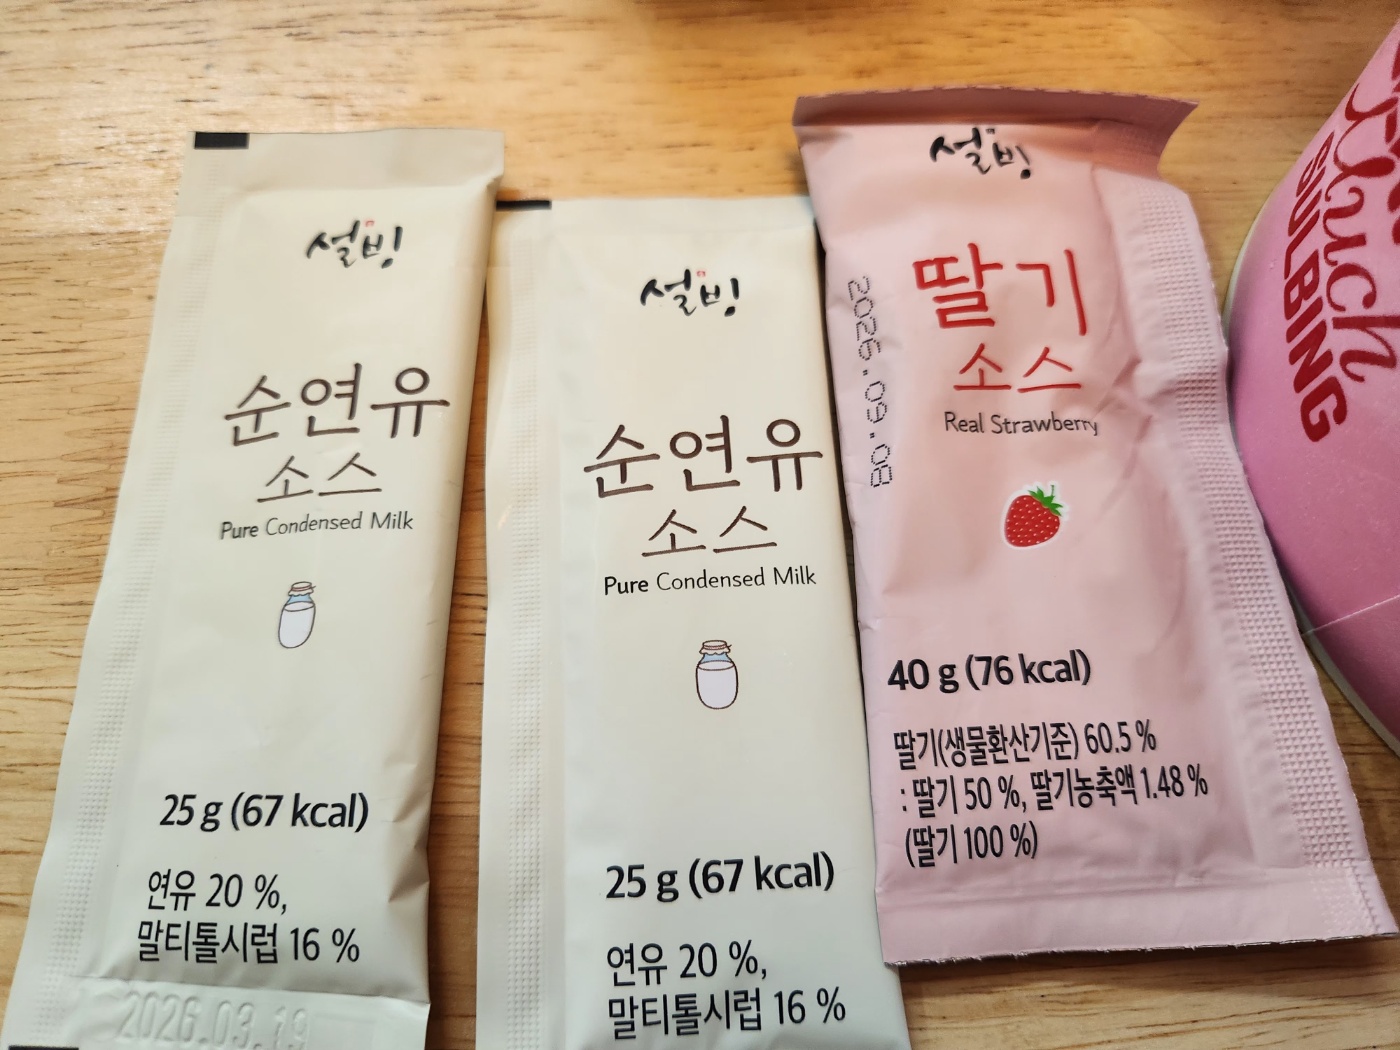 설빙
순연유
소스
Pure Condensed Milk
25 g (67 kcal)
연유 20 %,
말티톨시럽 16 %
2026.03.19
설빙
순연유
소스
Pure Condensed Milk
25 g (67 kcal)
연유 20 %,
말티톨시럽 16 %
설빙
딸기
소스
Real Strawberry
2026.09.08
40 g (76 kcal)
딸기(생물환산기준) 60.5 %
: 딸기 50 %, 딸기농축액 1.48 %
(딸기 100 %)
SULBING